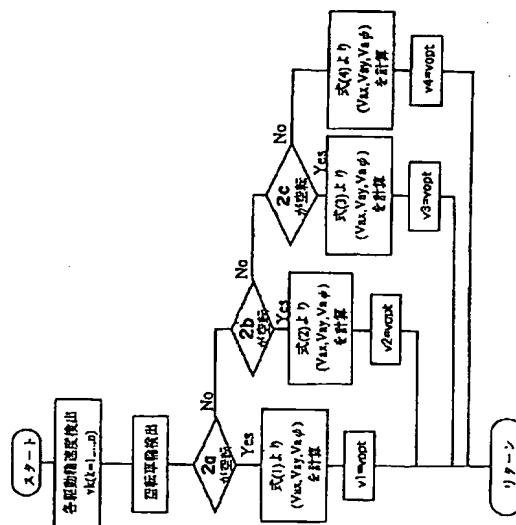 スタート
各駆動輪速度検出
vk(k=1,...,n)
空転車輪検出
2a
が空転
No
Yes
式(1)より
(Vax,Vay,Vaφ)
を計算
v1=vopt
2b
が空転
No
Yes
式(2)より
(Vax,Vay,Vaφ)
を計算
v2=vopt
2c
が空転
No
Yes
式(3)より
(Vax,Vay,Vaφ)
を計算
v3=vopt
式(4)より
(Vax,Vay,Vaφ)
を計算
v4=vopt
リターン